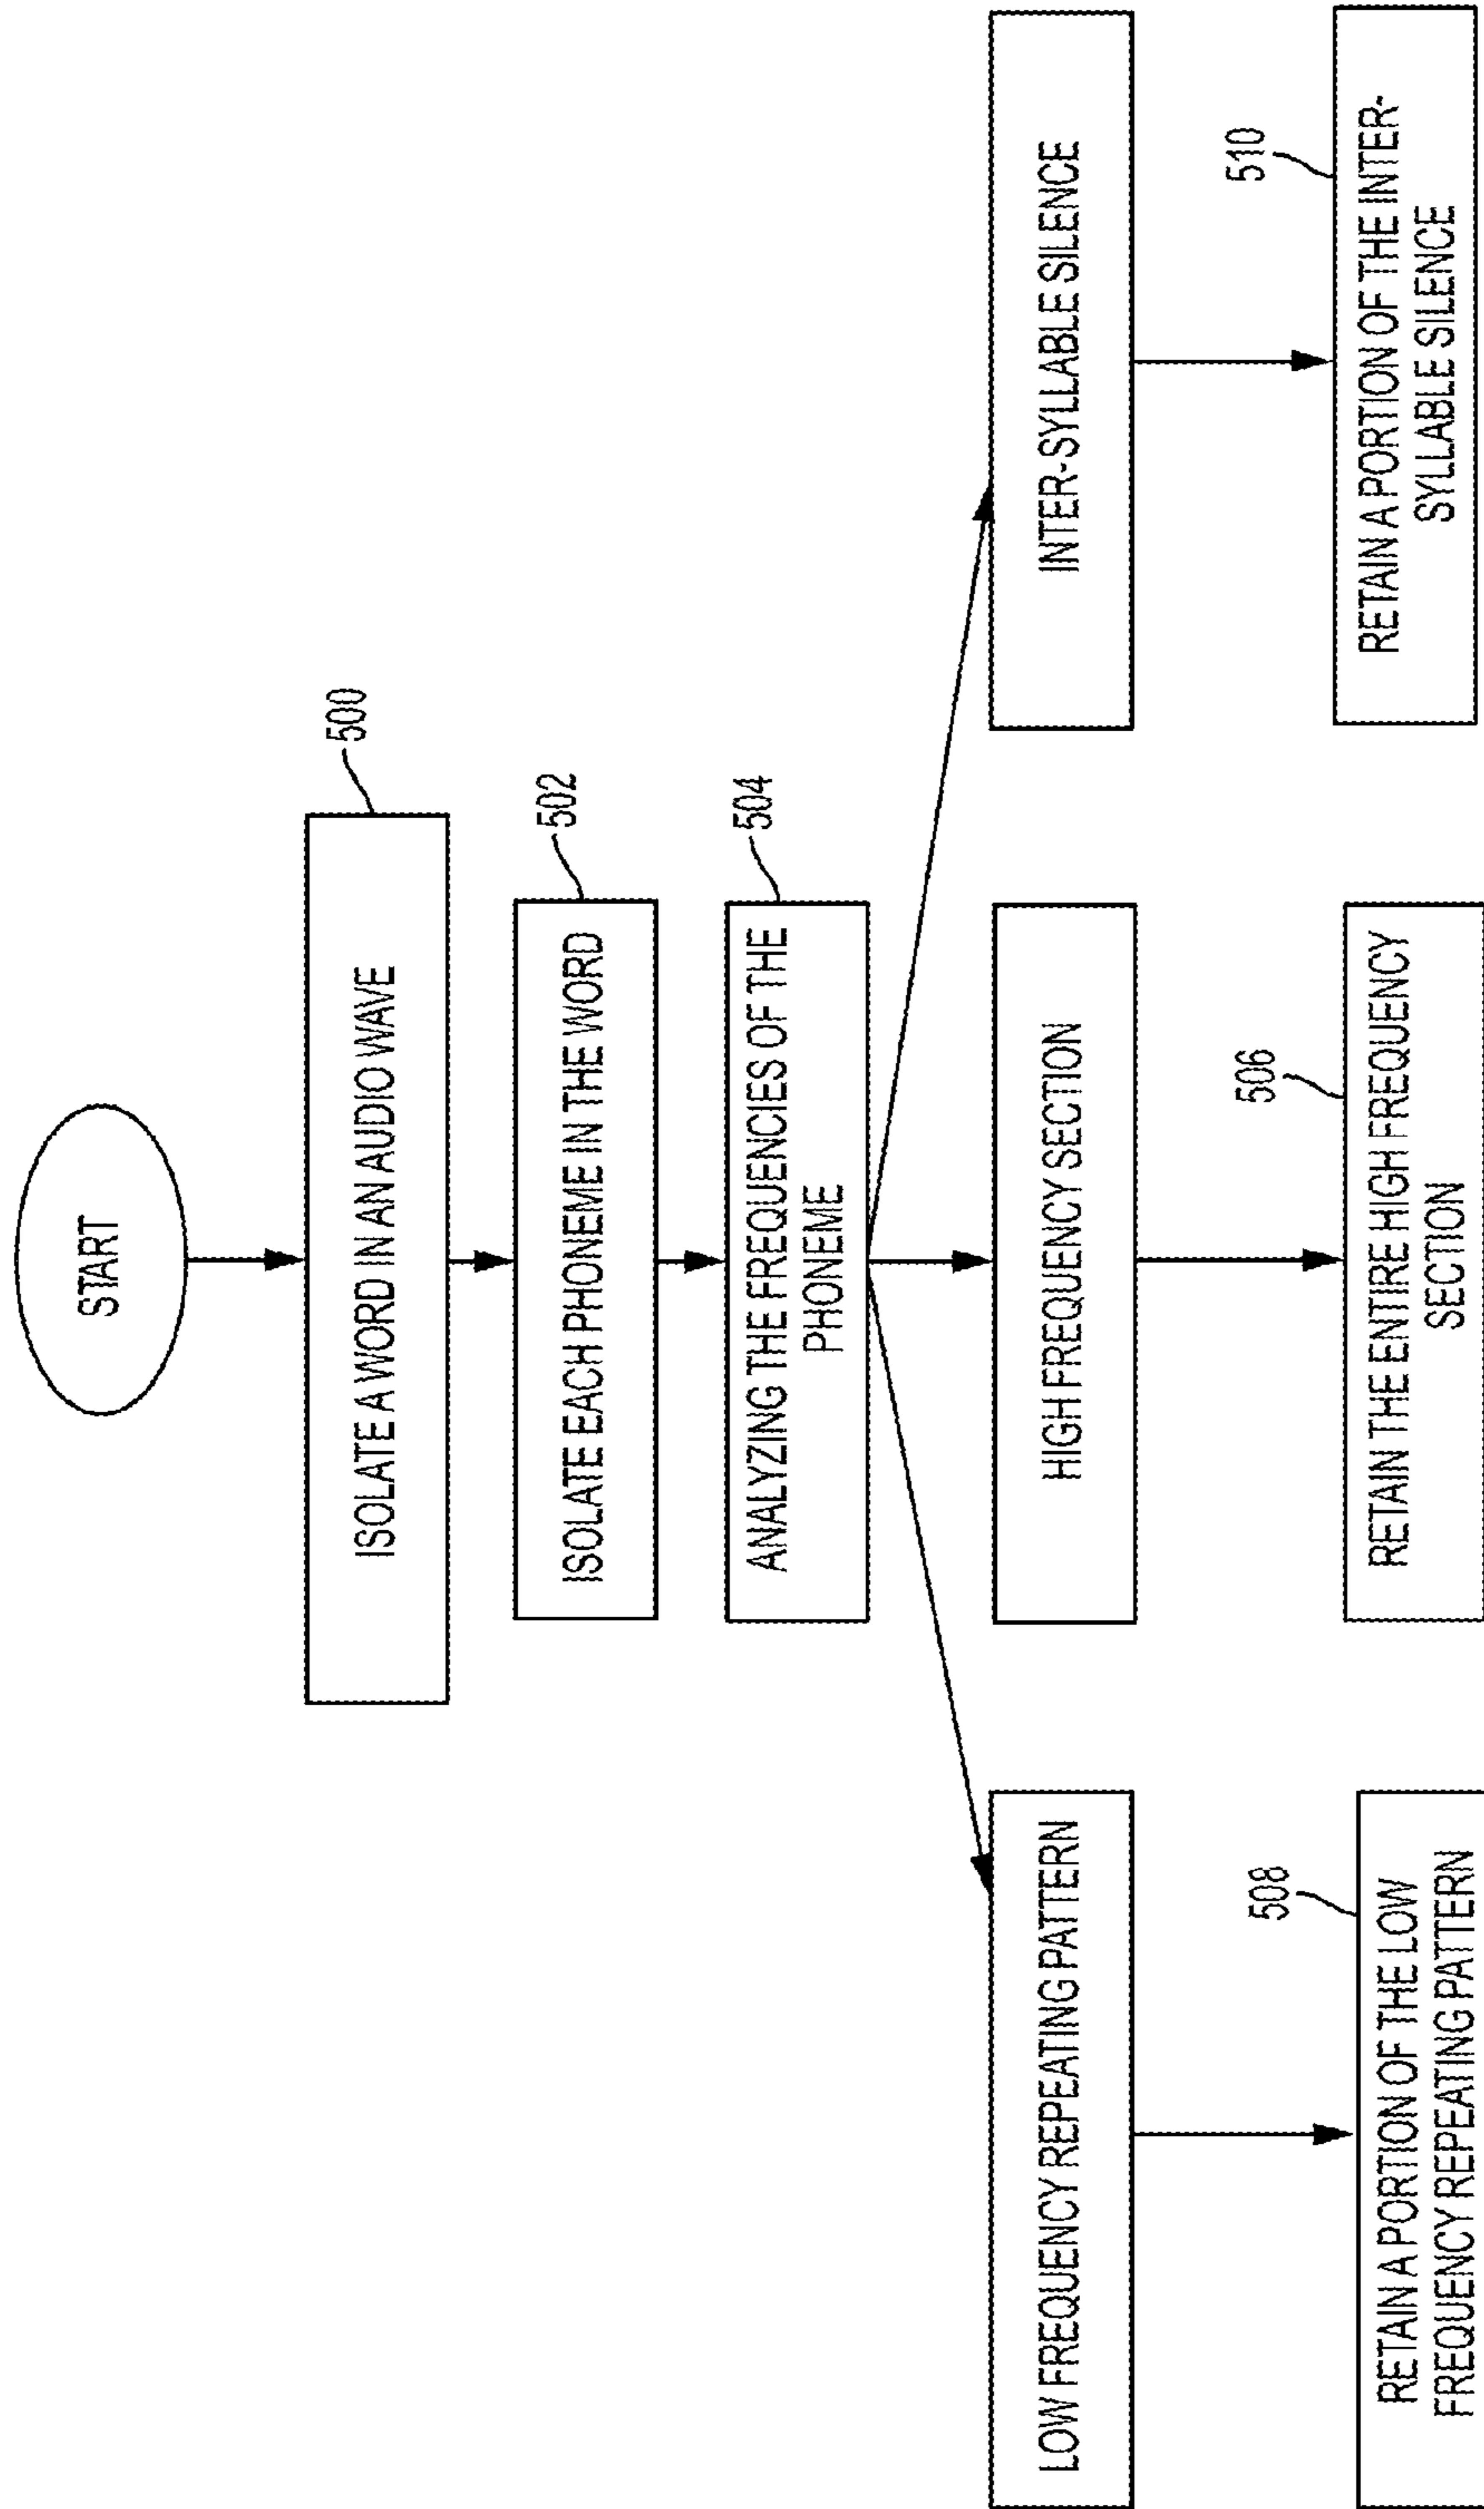 START
500
ISOLATE A WORD IN AN AUDIO WAVE
502
ISOLATE EACH PHONEME IN THE WORD
504
ANALYZING THE FREQUENCIES OF THE
PHONEME
LOW FREQUENCY REPEATING PATTERN
HIGH FREQUENCY SECTION
INTER-SYLLABLE SILENCE
508
RETAIN A PORTION OF THE LOW
FREQUENCY REPEATING PATTERN
506
RETAIN THE ENTIRE HIGH FREQUENCY
SECTION
510
RETAIN A PORTION OF THE INTER-
SYLLABLE SILENCE